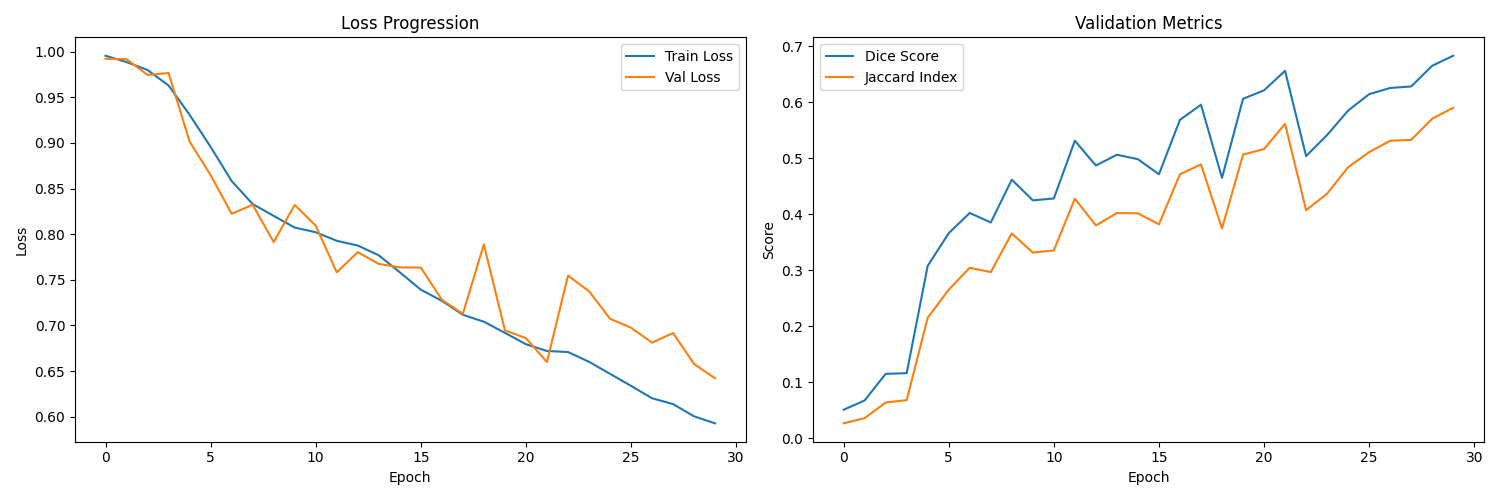 Loss Progression
Train Loss
Val Loss
1.00
0.95
0.90
0.85
0.80
0.75
0.70
0.65
0.60
Loss
0 5 10 15 20 25 30
Epoch
Validation Metrics
Dice Score
Jaccard Index
0.7
0.6
0.5
0.4
0.3
0.2
0.1
0.0
Score
0 5 10 15 20 25 30
Epoch